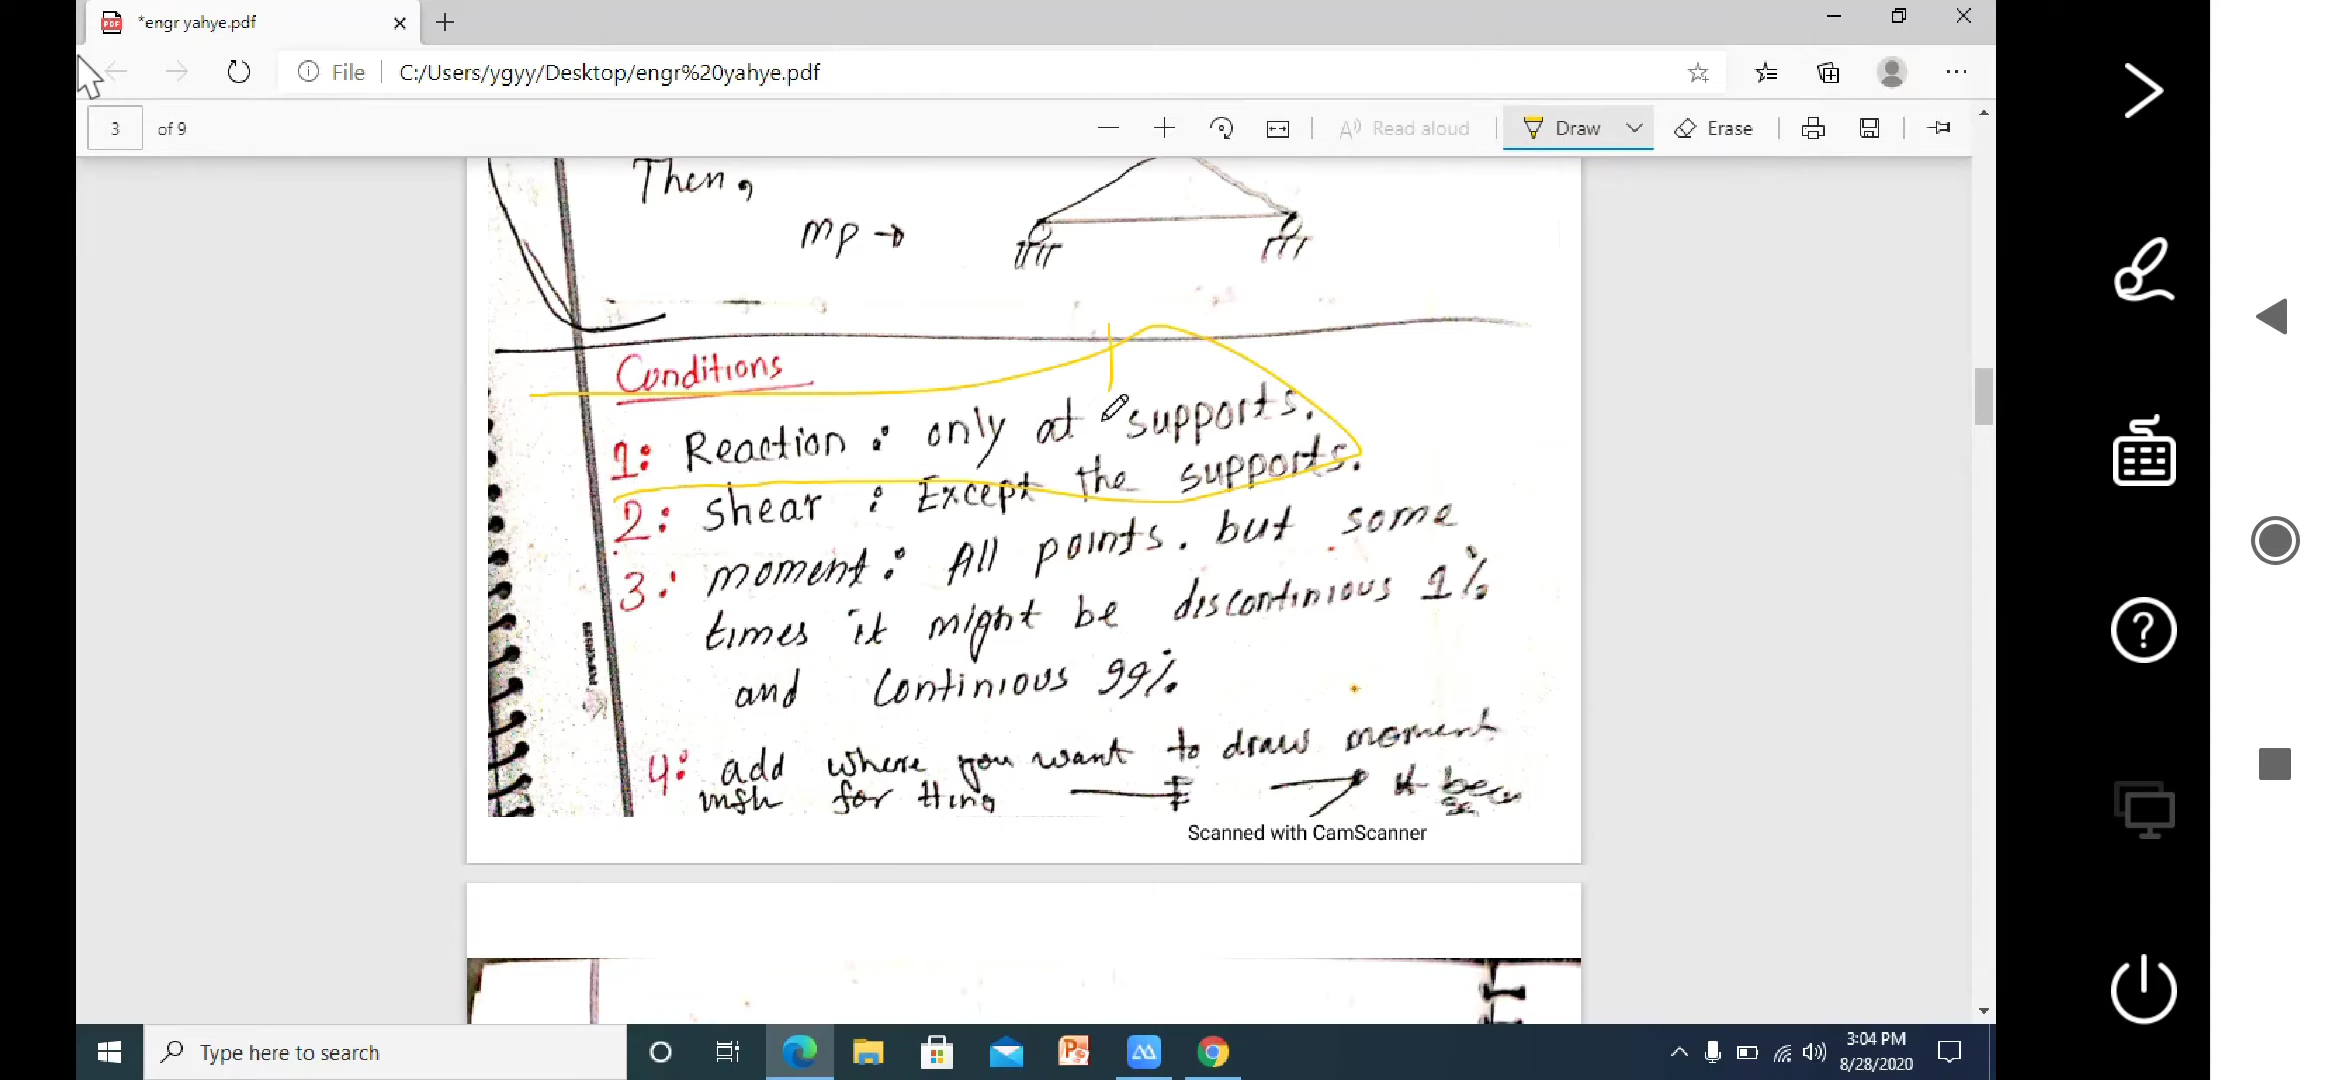 *engr yahye.pdf
File
C:/Users/ygyy/Desktop/engr%20yahye.pdf
3 of 9
Read aloud
Draw
Erase
Then,
mp →
Conditions
1: Reaction: only at supports.
2: shear : Except the supports.
3: moment: All points. but some
times it might be discontinious 1%
and continious 99%
4: add where you want to draw moment
for
Scanned with CamScanner
Type here to search
3:04 PM
8/28/2020